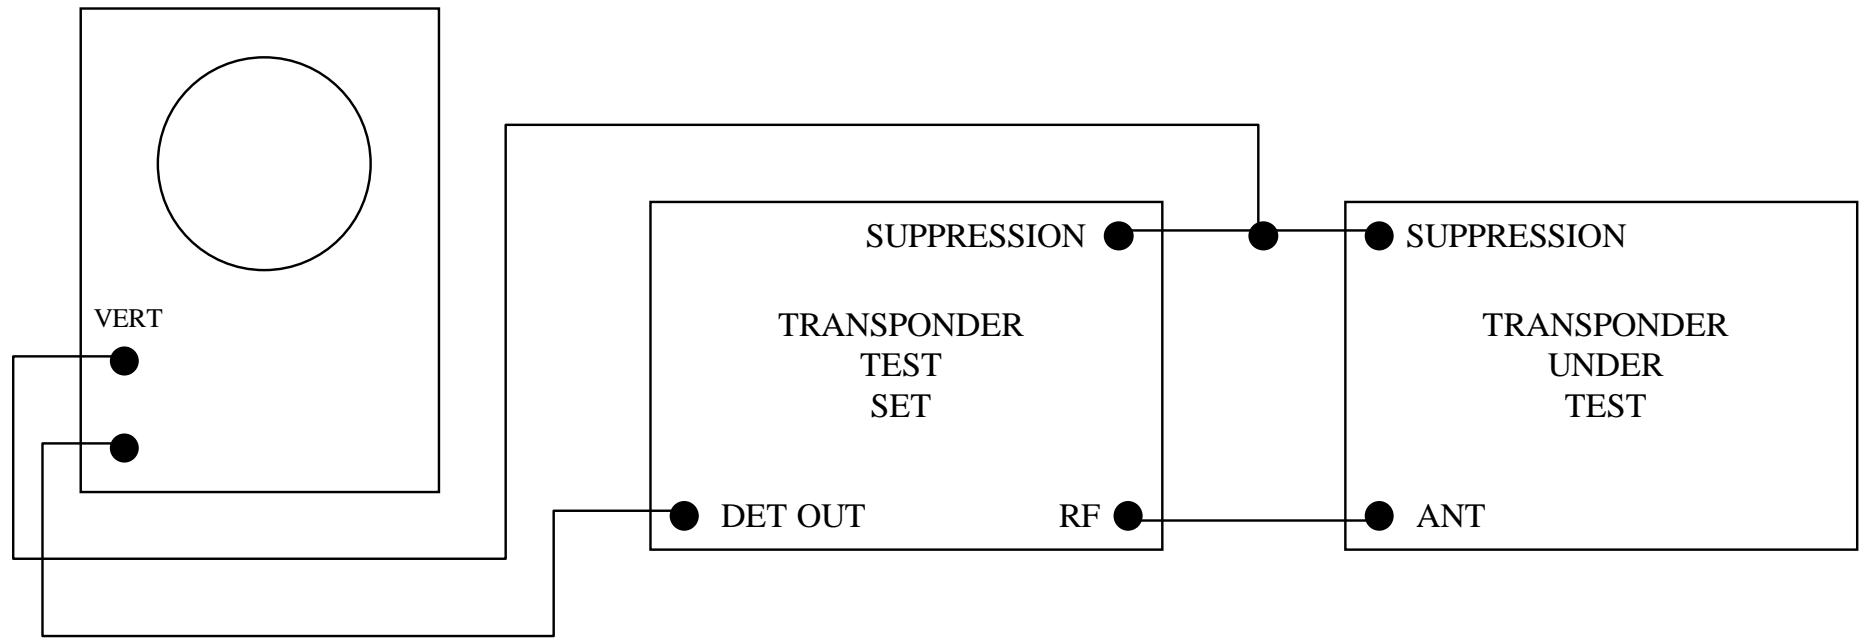 VERT
SUPPRESSION
TRANSPONDER
TEST
SET
DET OUT
RF
SUPPRESSION
TRANSPONDER
UNDER
TEST
ANT